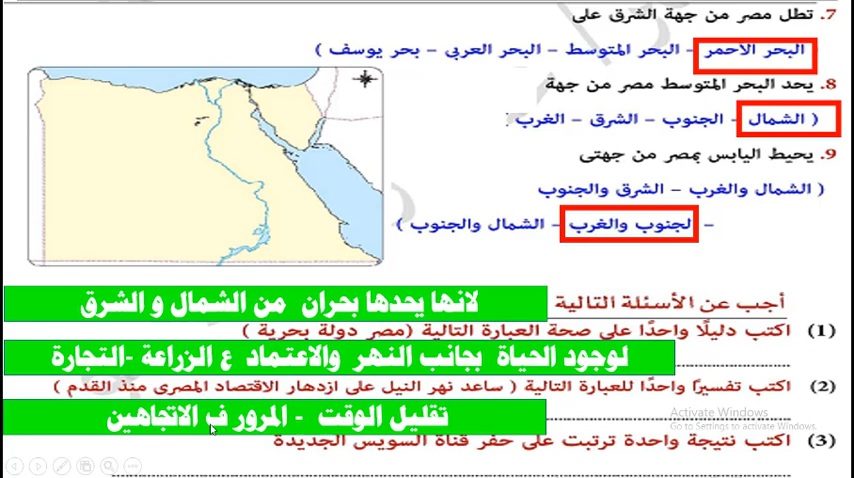 7. تطل مصر من جهة الشرق على
( البحر الأحمر - البحر المتوسط - البحر العربى - بحر يوسف )
8. يحد البحر المتوسط مصر من جهة
( الشمال - الجنوب - الشرق - الغرب
9. يحيط اليابس بمصر من جهتى
( الشمال والغرب - الشرق والجنوب
- لجنوب والغرب - الشمال والجنوب )
أجب عن الأسئلة التالية
لانها يحدها بحران من الشمال و الشرق
(1) اكتب دليلًا واحدًا على صحة العبارة التالية (مصر دولة بحرية )
لوجود الحياة بجانب النهر والاعتماد ع الزراعة -التجارة
(2) اكتب تفسيرًا واحدًا للعبارة التالية ( ساعد نهر النيل على ازدهار الاقتصاد المصرى منذ القدم )
تقليل الوقت - المرور ف الاتجاهين
(3) اكتب نتيجة واحدة ترتبت على حفر قناة السويس الجديدة
Activate Windows
Go to Settings to activate Windows.